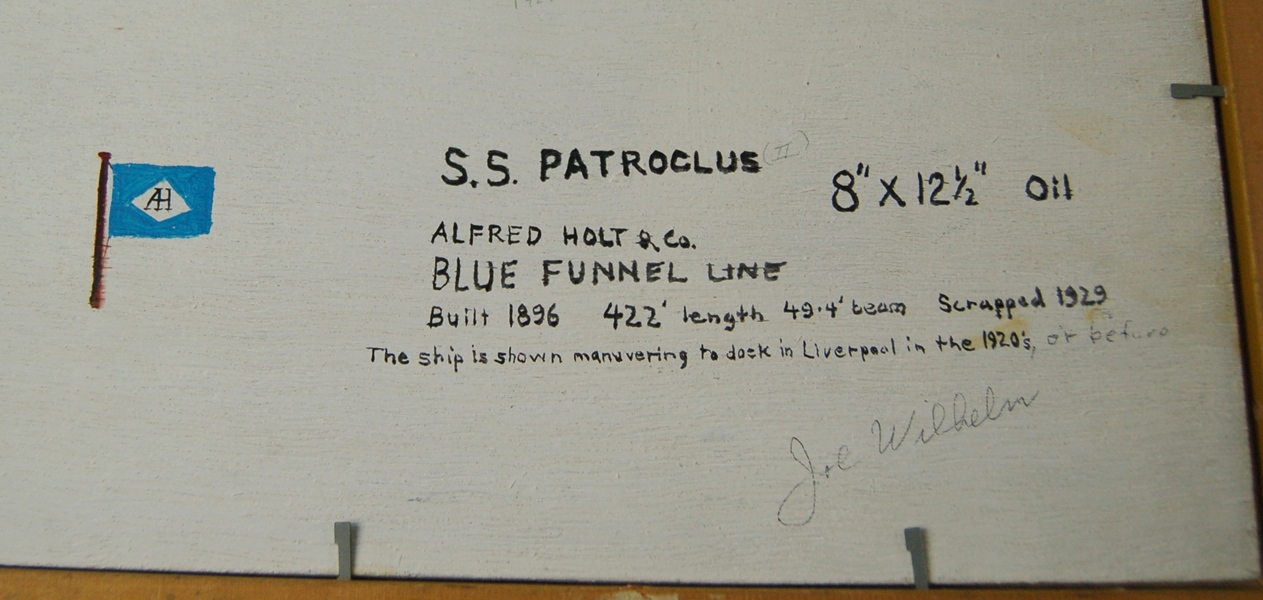 S.S. PATROCLUS (II)
8" X 12½" Oil
AH
ALFRED HOLT & Co.
BLUE FUNNEL LINE
Built 1896 422' length 49.4' beam Scrapped 1929
The ship is shown manuvering to dock in Liverpool in the 1920's, or before
Joe Wilhelm